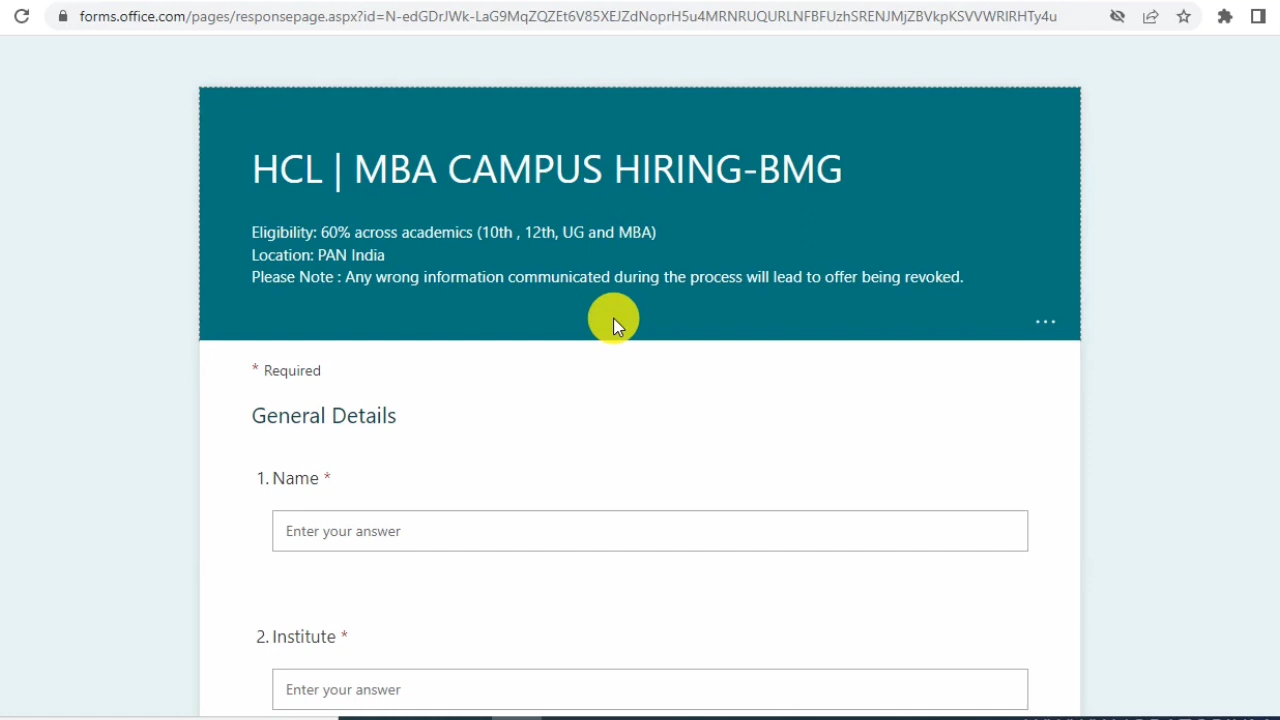 forms.office.com/pages/responsepage.aspx?id=N-edGDrJWk-LaG9MqZQZEt6V85XEJZdNoprH5u4MRNRUQURLNFBFUzhSRENJMjZBVkpKSVVWRlRHTy4u
HCL | MBA CAMPUS HIRING-BMG
Eligibility: 60% across academics (10th , 12th, UG and MBA)
Location: PAN India
Please Note : Any wrong information communicated during the process will lead to offer being revoked.
...
* Required
General Details
1. Name *
Enter your answer
2. Institute *
Enter your answer